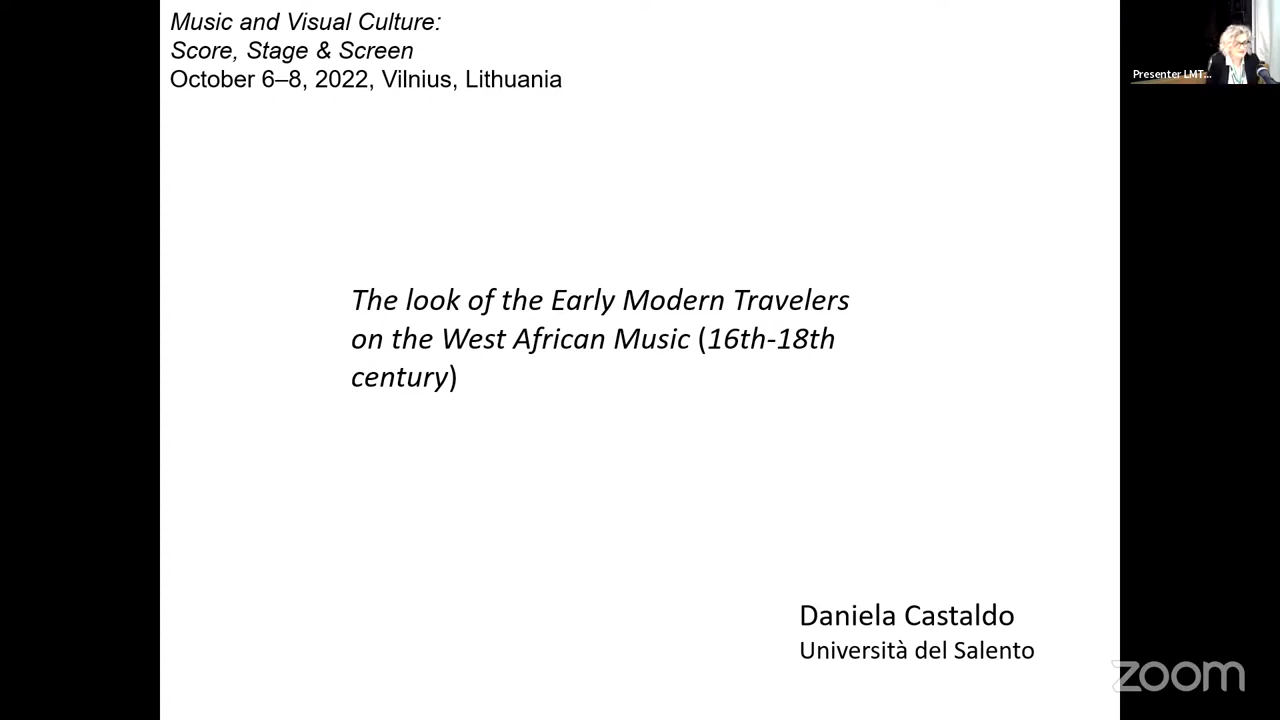 Music and Visual Culture:
Score, Stage & Screen
October 6–8, 2022, Vilnius, Lithuania
Presenter LMT...
The look of the Early Modern Travelers
on the West African Music (16th-18th
century)
Daniela Castaldo
Università del Salento
zoom